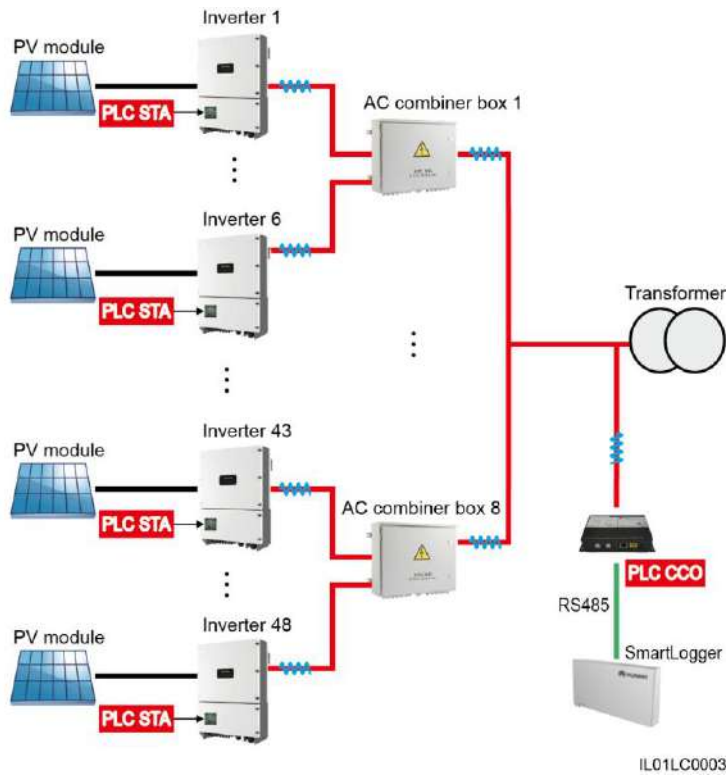 Inverter 1
PV module
PLC STA
AC combiner box 1
Inverter 6
PV module
PLC STA
Transformer
Inverter 43
PV module
PLC STA
AC combiner box 8
PLC CCO
RS485
Inverter 48
PV module
PLC STA
SmartLogger
HUAWEI
IL01LC0003